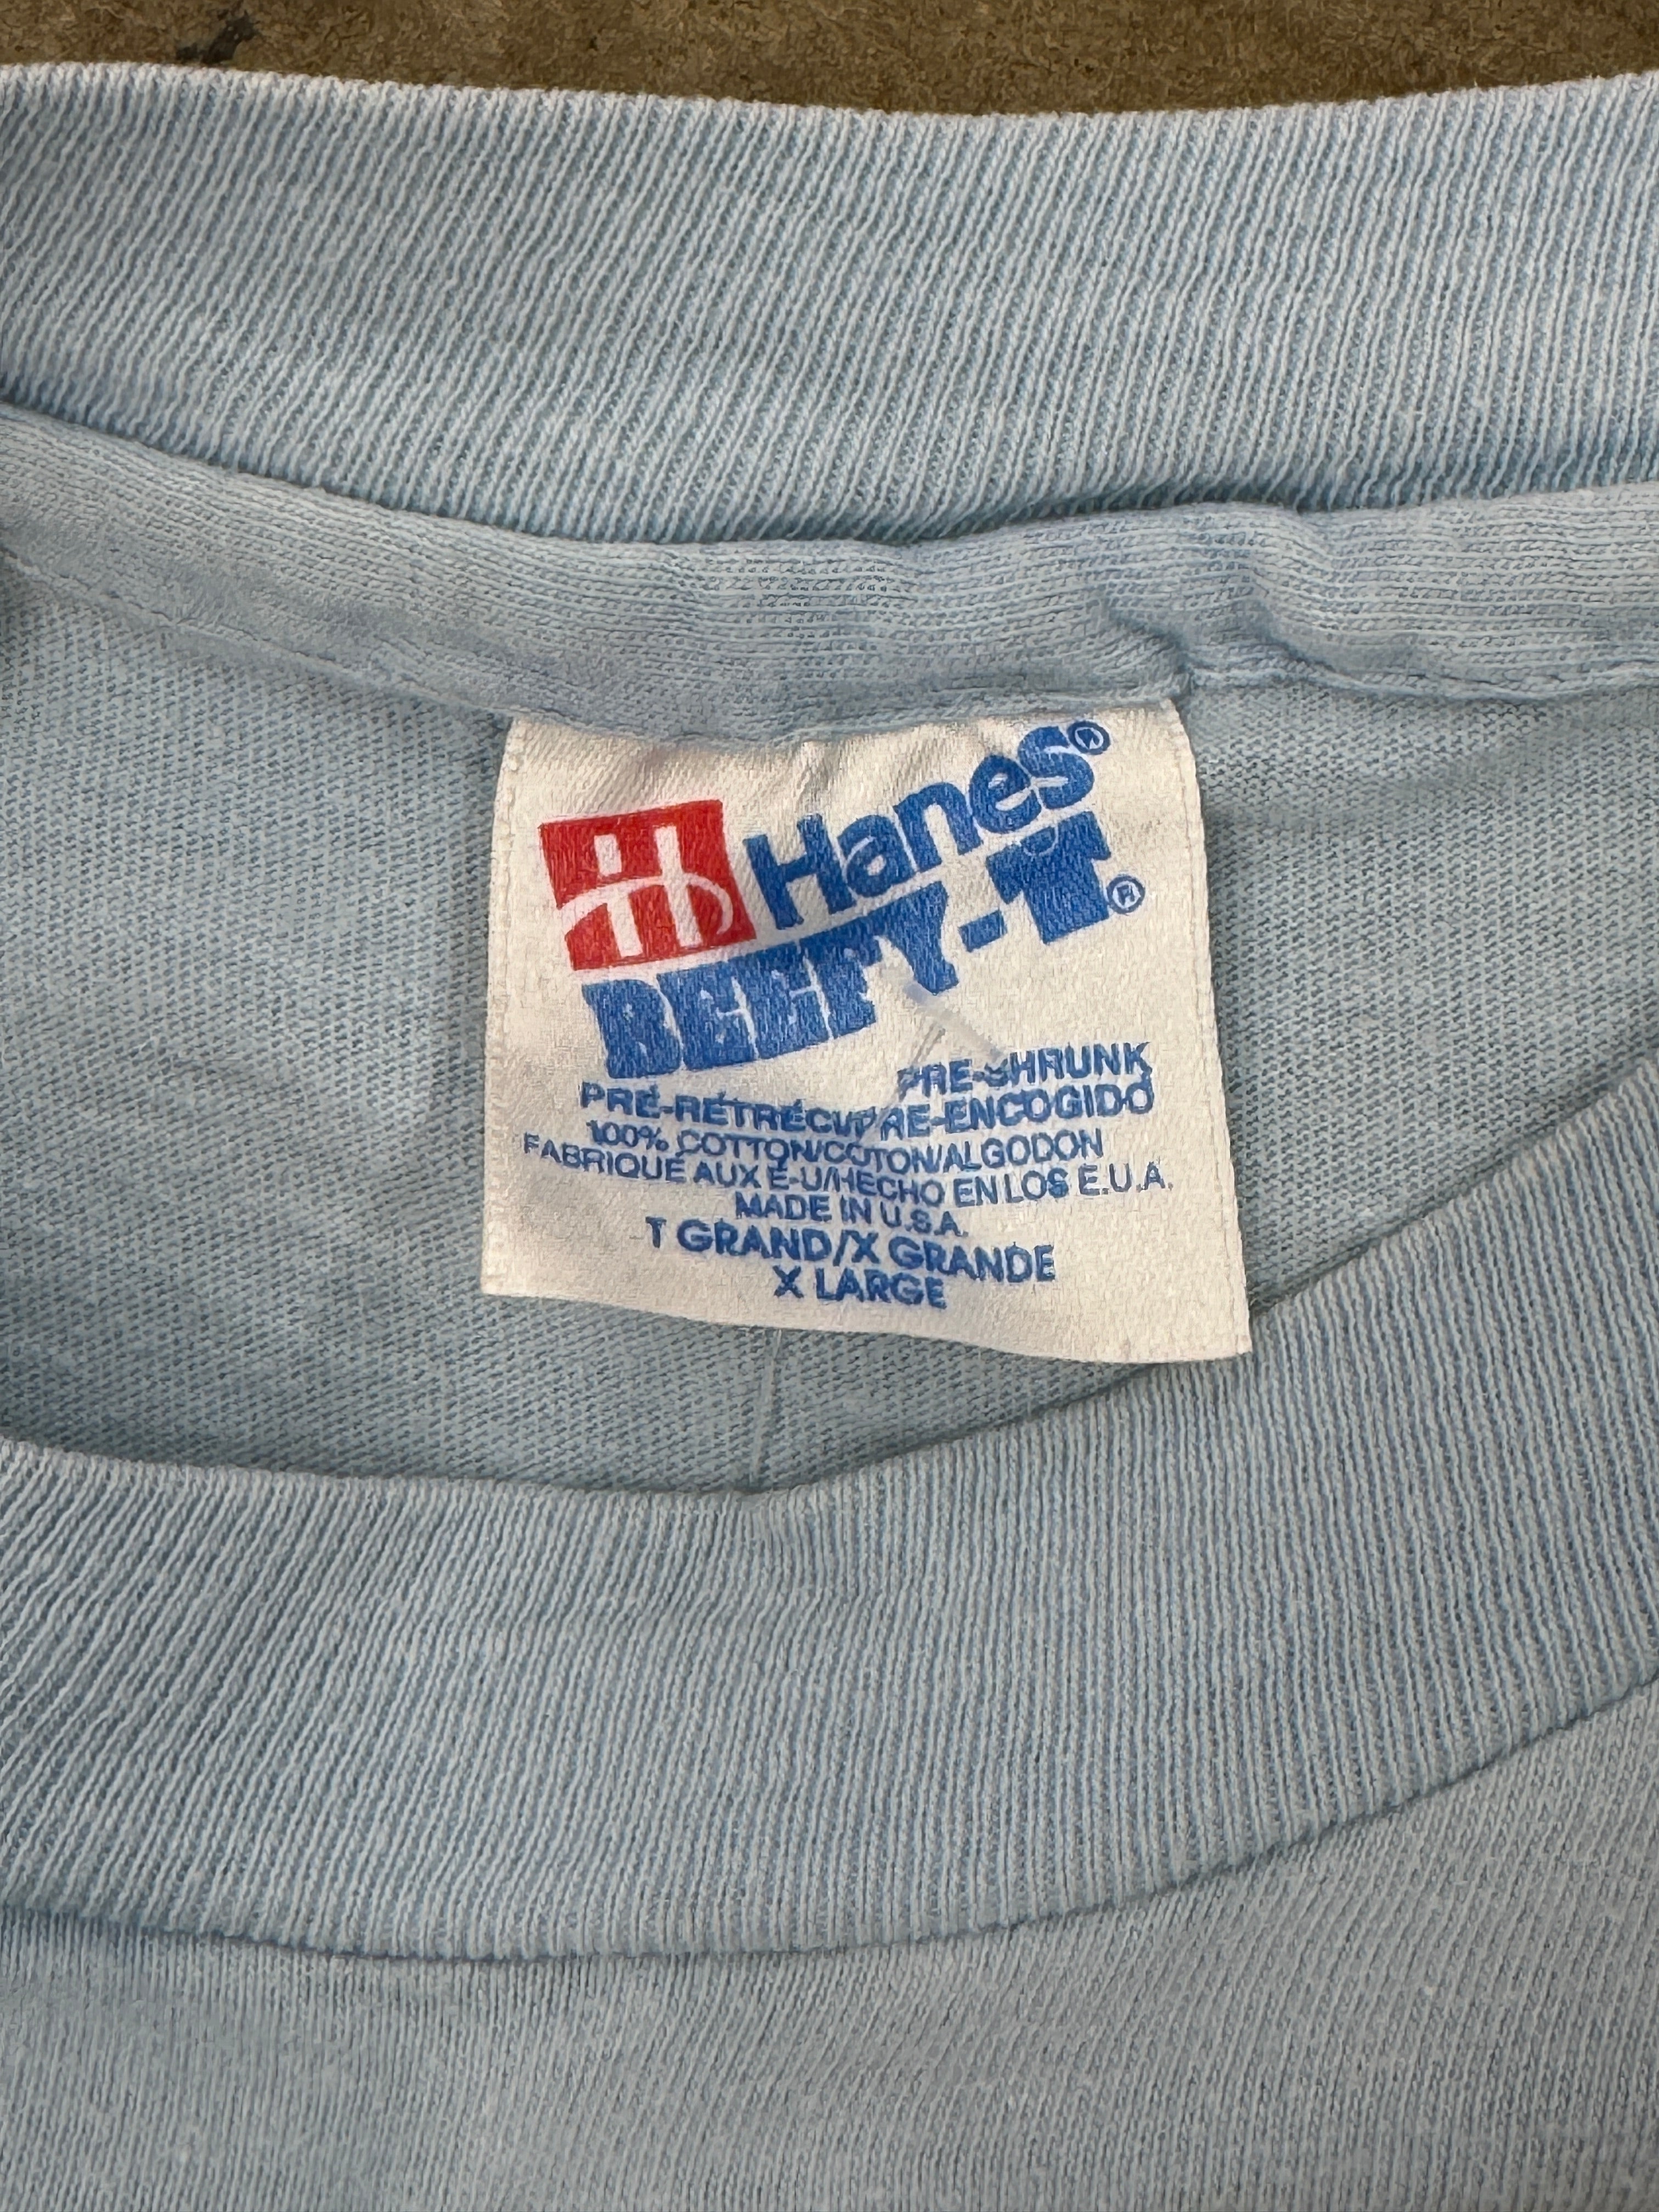 Hanes®
BEEFY-T®
PRE-SHRUNK
PRÉ-RÉTRÉCI/PRE-ENCOGIDO
100% COTTON/COTON/ALGODON
FABRIQUÉ AUX É-U/HECHO EN LOS E.U.A.
MADE IN U.S.A.
T GRAND/X GRANDE
X LARGE